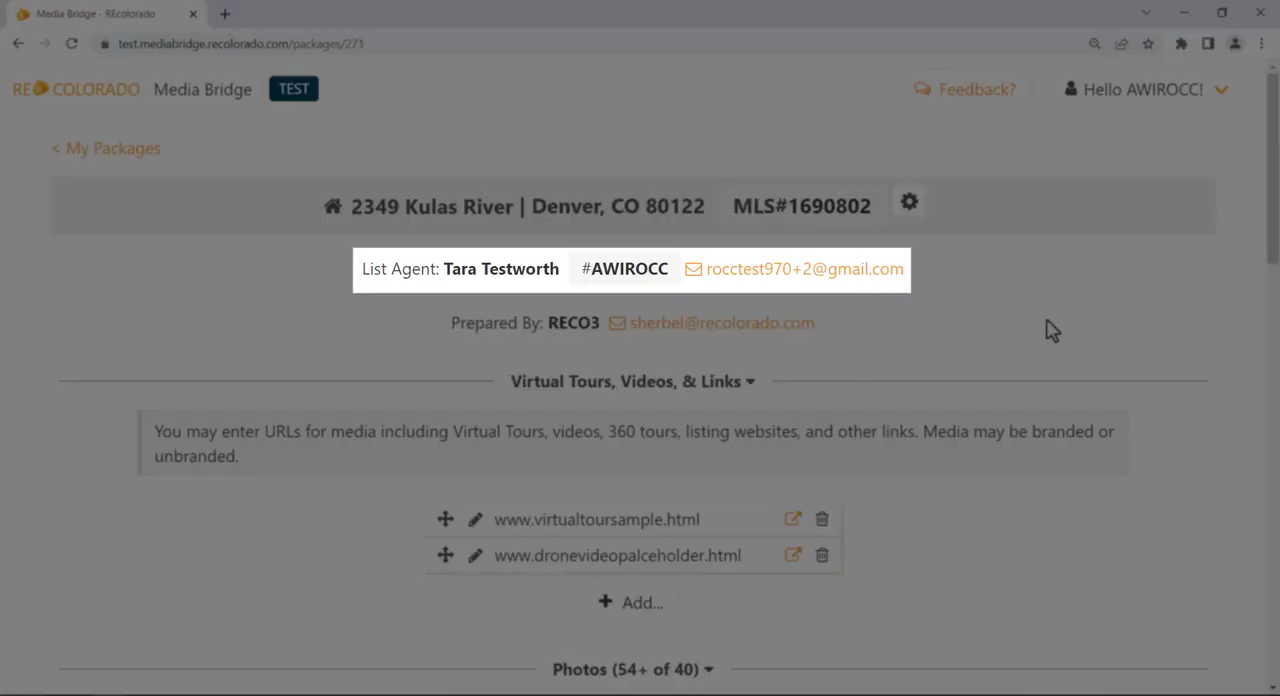 Media Bridge - REcolorado
test.mediabridge.recolorado.com/packages/271
RECOLORADO Media Bridge TEST Feedback? Hello AWIROCC!
< My Packages
2349 Kulas River | Denver, CO 80122 MLS#1690802
List Agent: Tara Testworth #AWIROCC rocctest970+2@gmail.com
Prepared By: RECO3 sherbel@recolorado.com
Virtual Tours, Videos, & Links
You may enter URLs for media including Virtual Tours, videos, 360 tours, listing websites, and other links. Media may be branded or
unbranded.
www.virtualtoursample.html
www.dronevideopalceholder.html
+ Add...
Photos (54+ of 40)